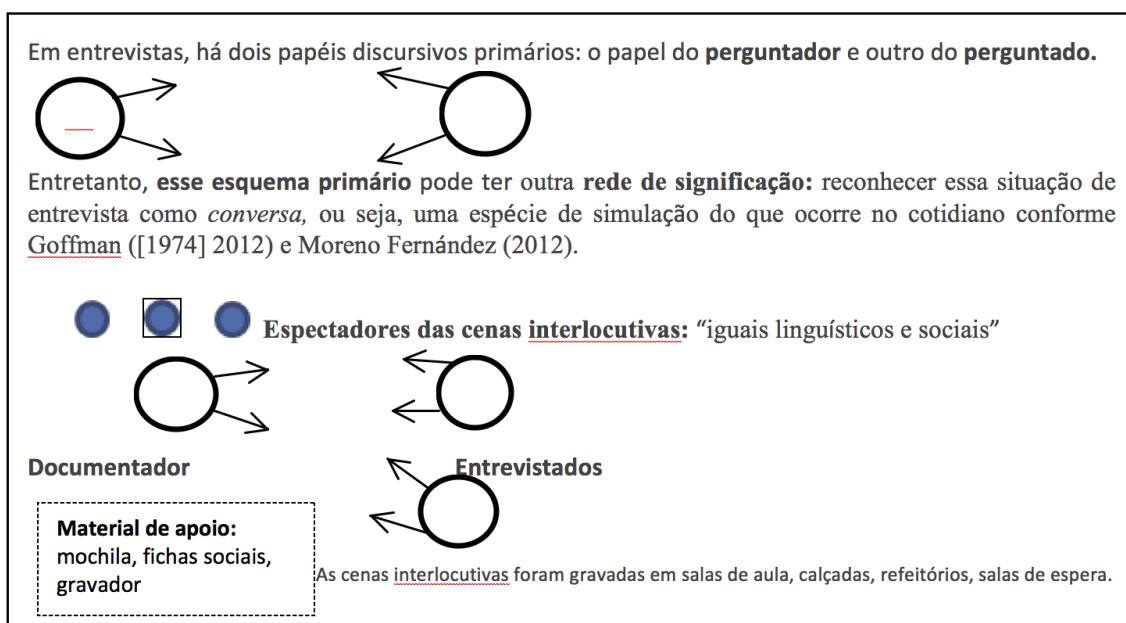 Em entrevistas, há dois papéis discursivos primários: o papel do perguntador e outro do perguntado.
Entretanto, esse esquema primário pode ter outra rede de significação: reconhecer essa situação de
entrevista como conversa, ou seja, uma espécie de simulação do que ocorre no cotidiano conforme
Goffman ([1974] 2012) e Moreno Fernández (2012).
Espectadores das cenas interlocutivas: “iguais linguísticos e sociais”
Documentador
Entrevistados
Material de apoio:
mochila, fichas sociais,
gravador
As cenas interlocutivas foram gravadas em salas de aula, calçadas, refeitórios, salas de espera.